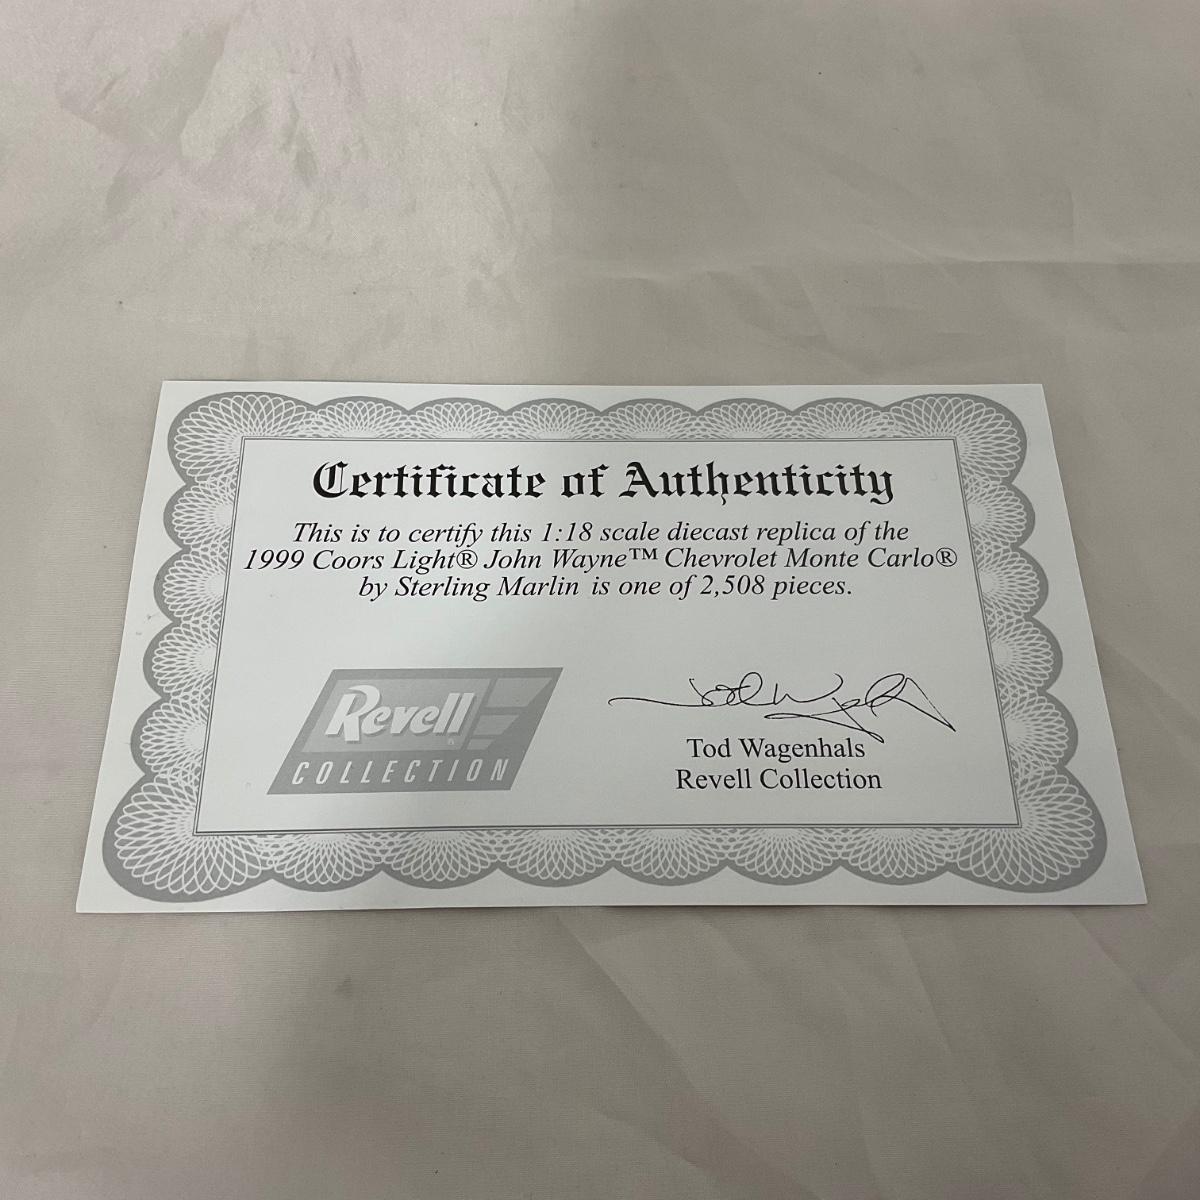 Certificate of Authenticity
This is to certify this 1:18 scale diecast replica of the
1999 Coors Light® John Wayne™ Chevrolet Monte Carlo®
by Sterling Marlin is one of 2,508 pieces.
Revell
COLLECTION
Tod Wagenhals
Revell Collection